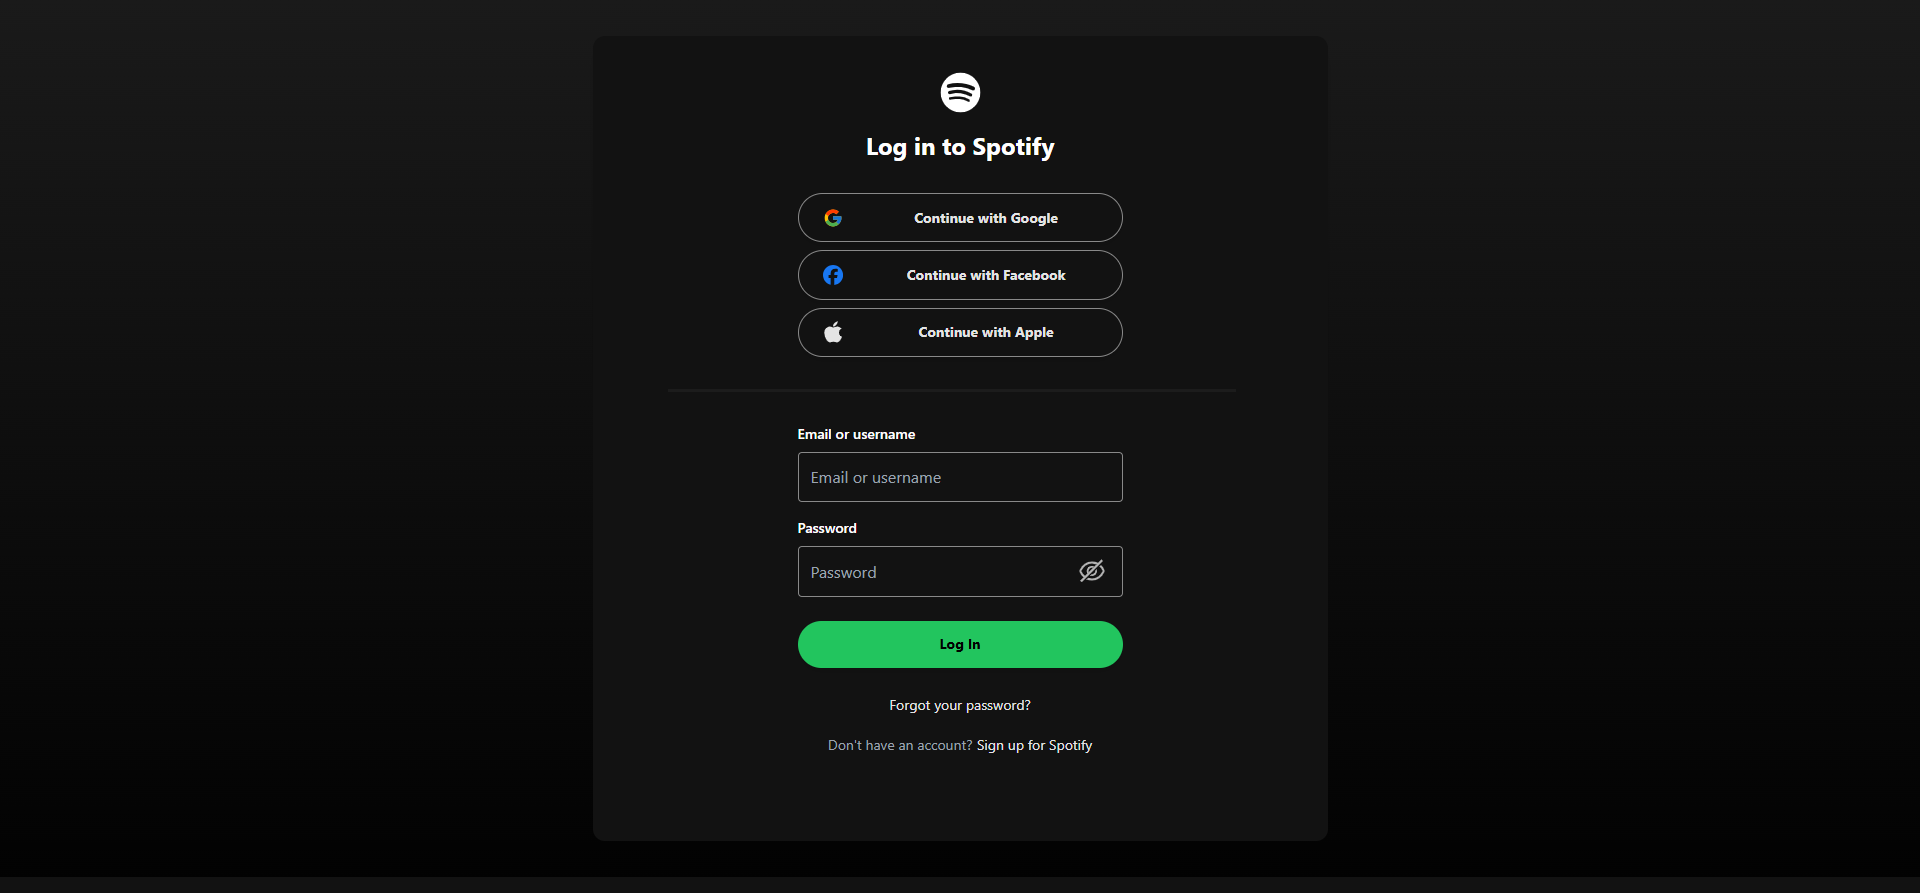 Log in to Spotify
Continue with Google
Continue with Facebook
Continue with Apple
Email or username
Email or username
Password
Password
Log In
Forgot your password?
Don't have an account? Sign up for Spotify